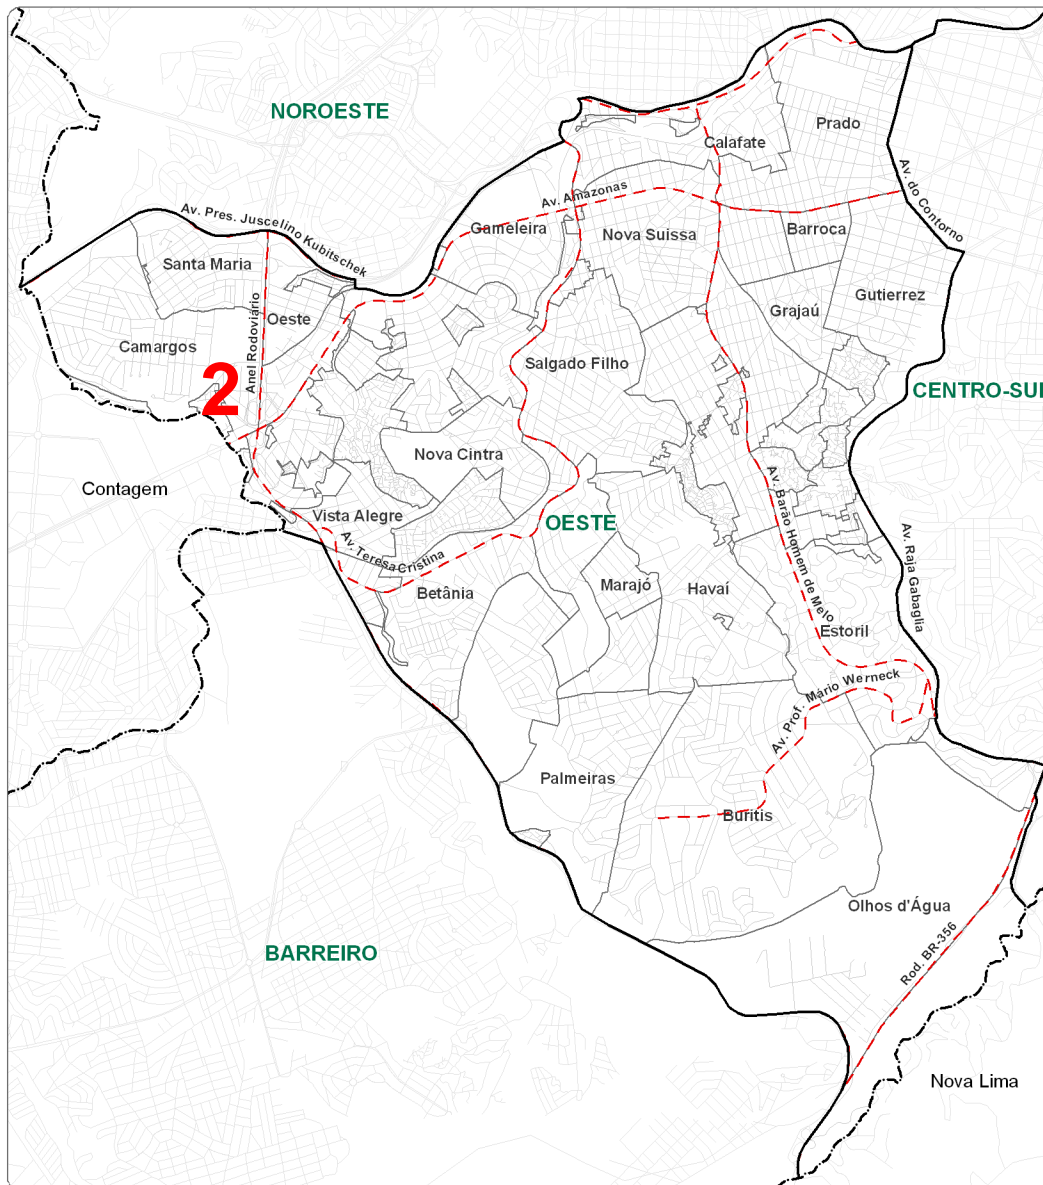 NOROESTE
Prado
Calafate
Av. do Contorno
Av. Amazonas
Gameleira
Nova Suissa
Barroca
Av. Pres. Juscelino Kubitschek
Santa Maria
Gutierrez
Grajaú
Oeste
Anel Rodoviário
Camargos
Salgado Filho
2
CENTRO-SUL
Nova Cintra
Contagem
Vista Alegre
OESTE
Av. Teresa Cristina
Av. Barão Homem de Melo
Av. Raja Gabaglia
Betânia
Marajó
Havaí
Estoril
Av. Prof. Mário Werneck
Palmeiras
Buritis
Olhos d'Água
Rod. BR-356
BARREIRO
Nova Lima